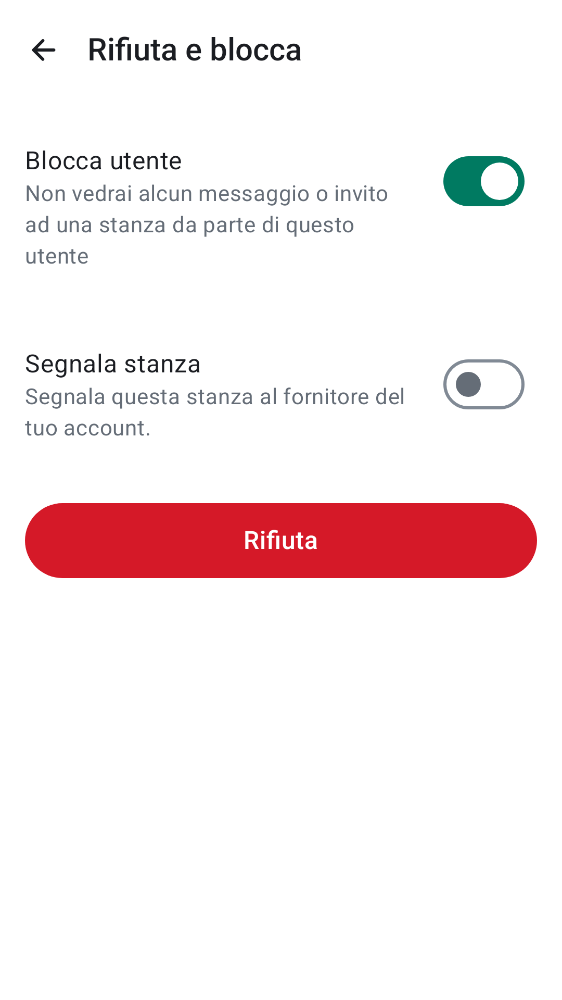 Rifiuta e blocca
Blocca utente
Non vedrai alcun messaggio o invito
ad una stanza da parte di questo
utente
Segnala stanza
Segnala questa stanza al fornitore del
tuo account.
Rifiuta